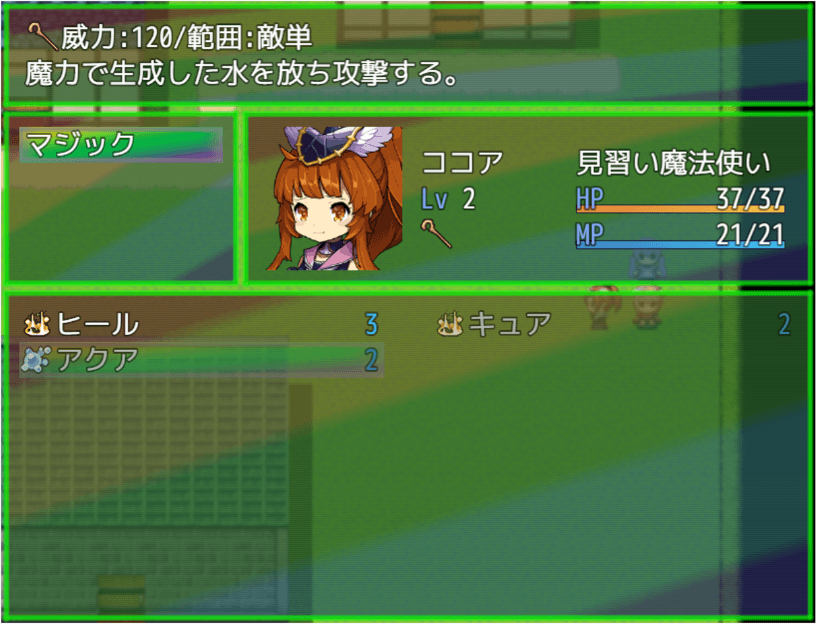 威力:120/範囲:敵単
魔力で生成した水を放ち攻撃する。
マジック
ココア 見習い魔法使い
Lv 2 HP 37/37
MP 21/21
ヒール 3 キュア 2
アクア 2